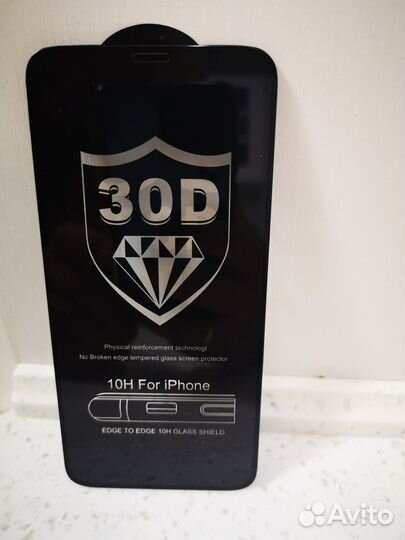 30D
Physical reinforcement technologt
No Broken edge tempered glass screen protector
10H For iPhone
EDGE TO EDGE 10H GLASS SHIELD
Avito